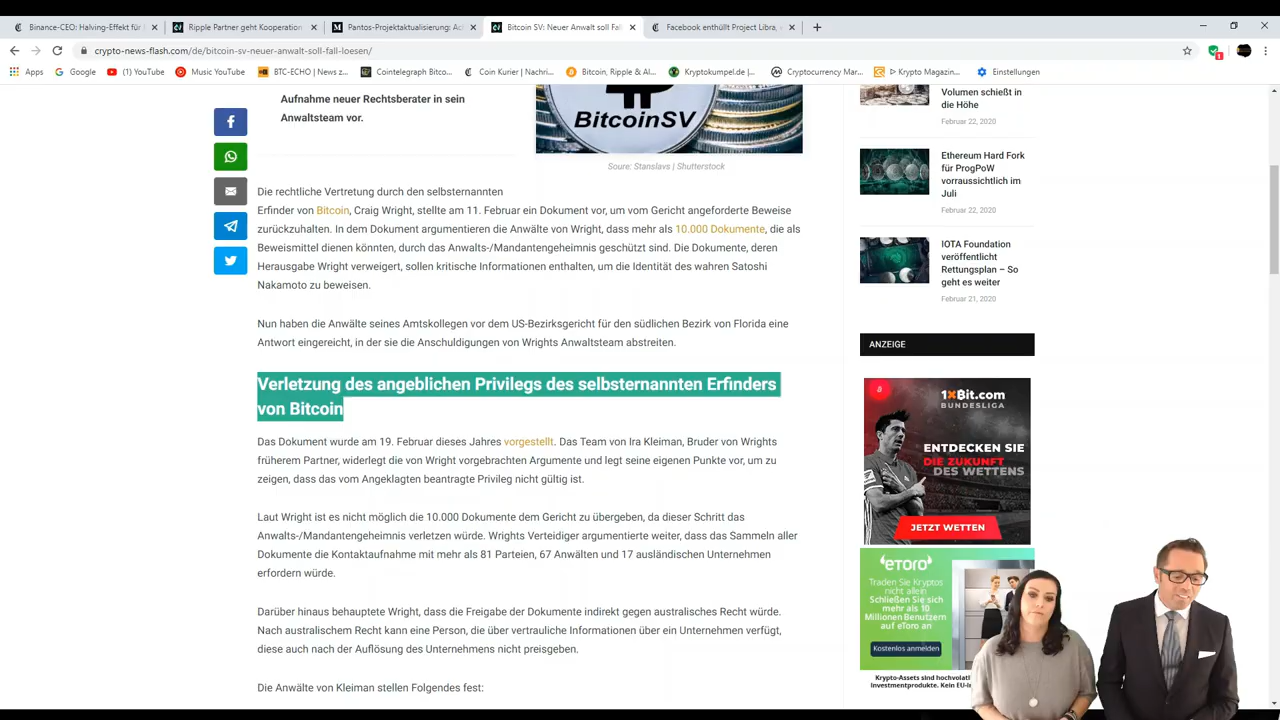 Binance-CEO: Halving-Effekt für
Ripple Partner geht Kooperation
Pantos-Projektaktualisierung: Ac
Bitcoin SV: Neuer Anwalt soll Fal
Facebook enthüllt Project Libra, e
crypto-news-flash.com/de/bitcoin-sv-neuer-anwalt-soll-fall-loesen/
1
Apps
Google
(1) YouTube
Music YouTube
BTC-ECHO | News z...
Cointelegraph Bitco...
Coin Kurier | Nachri...
Bitcoin, Ripple & Al...
Kryptokumpel.de |...
Cryptocurrency Mar...
ᐅ Krypto Magazin...
Einstellungen
Aufnahme neuer Rechtsberater in sein
Anwaltsteam vor.
BitcoinSV
Soure: Stanslavs | Shutterstock
Die rechtliche Vertretung durch den selbsternannten
Erfinder von Bitcoin, Craig Wright, stellte am 11. Februar ein Dokument vor, um vom Gericht angeforderte Beweise
zurückzuhalten. In dem Dokument argumentieren die Anwälte von Wright, dass mehr als 10.000 Dokumente, die als
Beweismittel dienen könnten, durch das Anwalts-/Mandantengeheimnis geschützt sind. Die Dokumente, deren
Herausgabe Wright verweigert, sollen kritische Informationen enthalten, um die Identität des wahren Satoshi
Nakamoto zu beweisen.
Nun haben die Anwälte seines Amtskollegen vor dem US-Bezirksgericht für den südlichen Bezirk von Florida eine
Antwort eingereicht, in der sie die Anschuldigungen von Wrights Anwaltsteam abstreiten.
Verletzung des angeblichen Privilegs des selbsternannten Erfinders
von Bitcoin
Das Dokument wurde am 19. Februar dieses Jahres vorgestellt. Das Team von Ira Kleiman, Bruder von Wrights
Partner, widerlegt die von Wright vorgebrachten Argumente und legt seine eigenen Punkte vor, um zu
zeigen, dass das vom Angeklagten beantragte Privileg nicht gültig ist.
Laut Wright ist es nicht möglich die 10.000 Dokumente dem Gericht zu übergeben, da dieser Schritt das
Anwalts-/Mandantengeheimnis verletzen würde. Wrights Verteidiger argumentierte weiter, dass das Sammeln aller
Dokumente die Kontaktaufnahme mit mehr als 81 Parteien, 67 Anwälten und 17 ausländischen Unternehmen
erfordern würde.
Darüber hinaus behauptete Wright, dass die Freigabe der Dokumente indirekt gegen australisches Recht würde.
Nach australischem Recht kann eine Person, die über vertrauliche Informationen über ein Unternehmen verfügt,
diese auch nach der Auflösung des Unternehmens nicht preisgeben.
Die Anwälte von Kleiman stellen Folgendes fest:
Volumen schießt in
die Höhe
Februar 22, 2020
Ethereum Hard Fork
für ProgPoW
vorraussichtlich im
Juli
Februar 22, 2020
IOTA Foundation
veröffentlicht
Rettungsplan – So
geht es weiter
Februar 21, 2020
ANZEIGE
1XBit.com
BUNDESLIGA
ENTDECKEN SIE
DIE ZUKUNFT
DES WETTENS
JETZT WETTEN
eToro
Traden Sie Kryptos
nicht allein
Schließen Sie sich
mehr als 10
Millionen Benutzern
auf eToro an
Kostenlos anmelden
Krypto-Assets sind hochvolati
Investmentprodukte. Kein EU-I